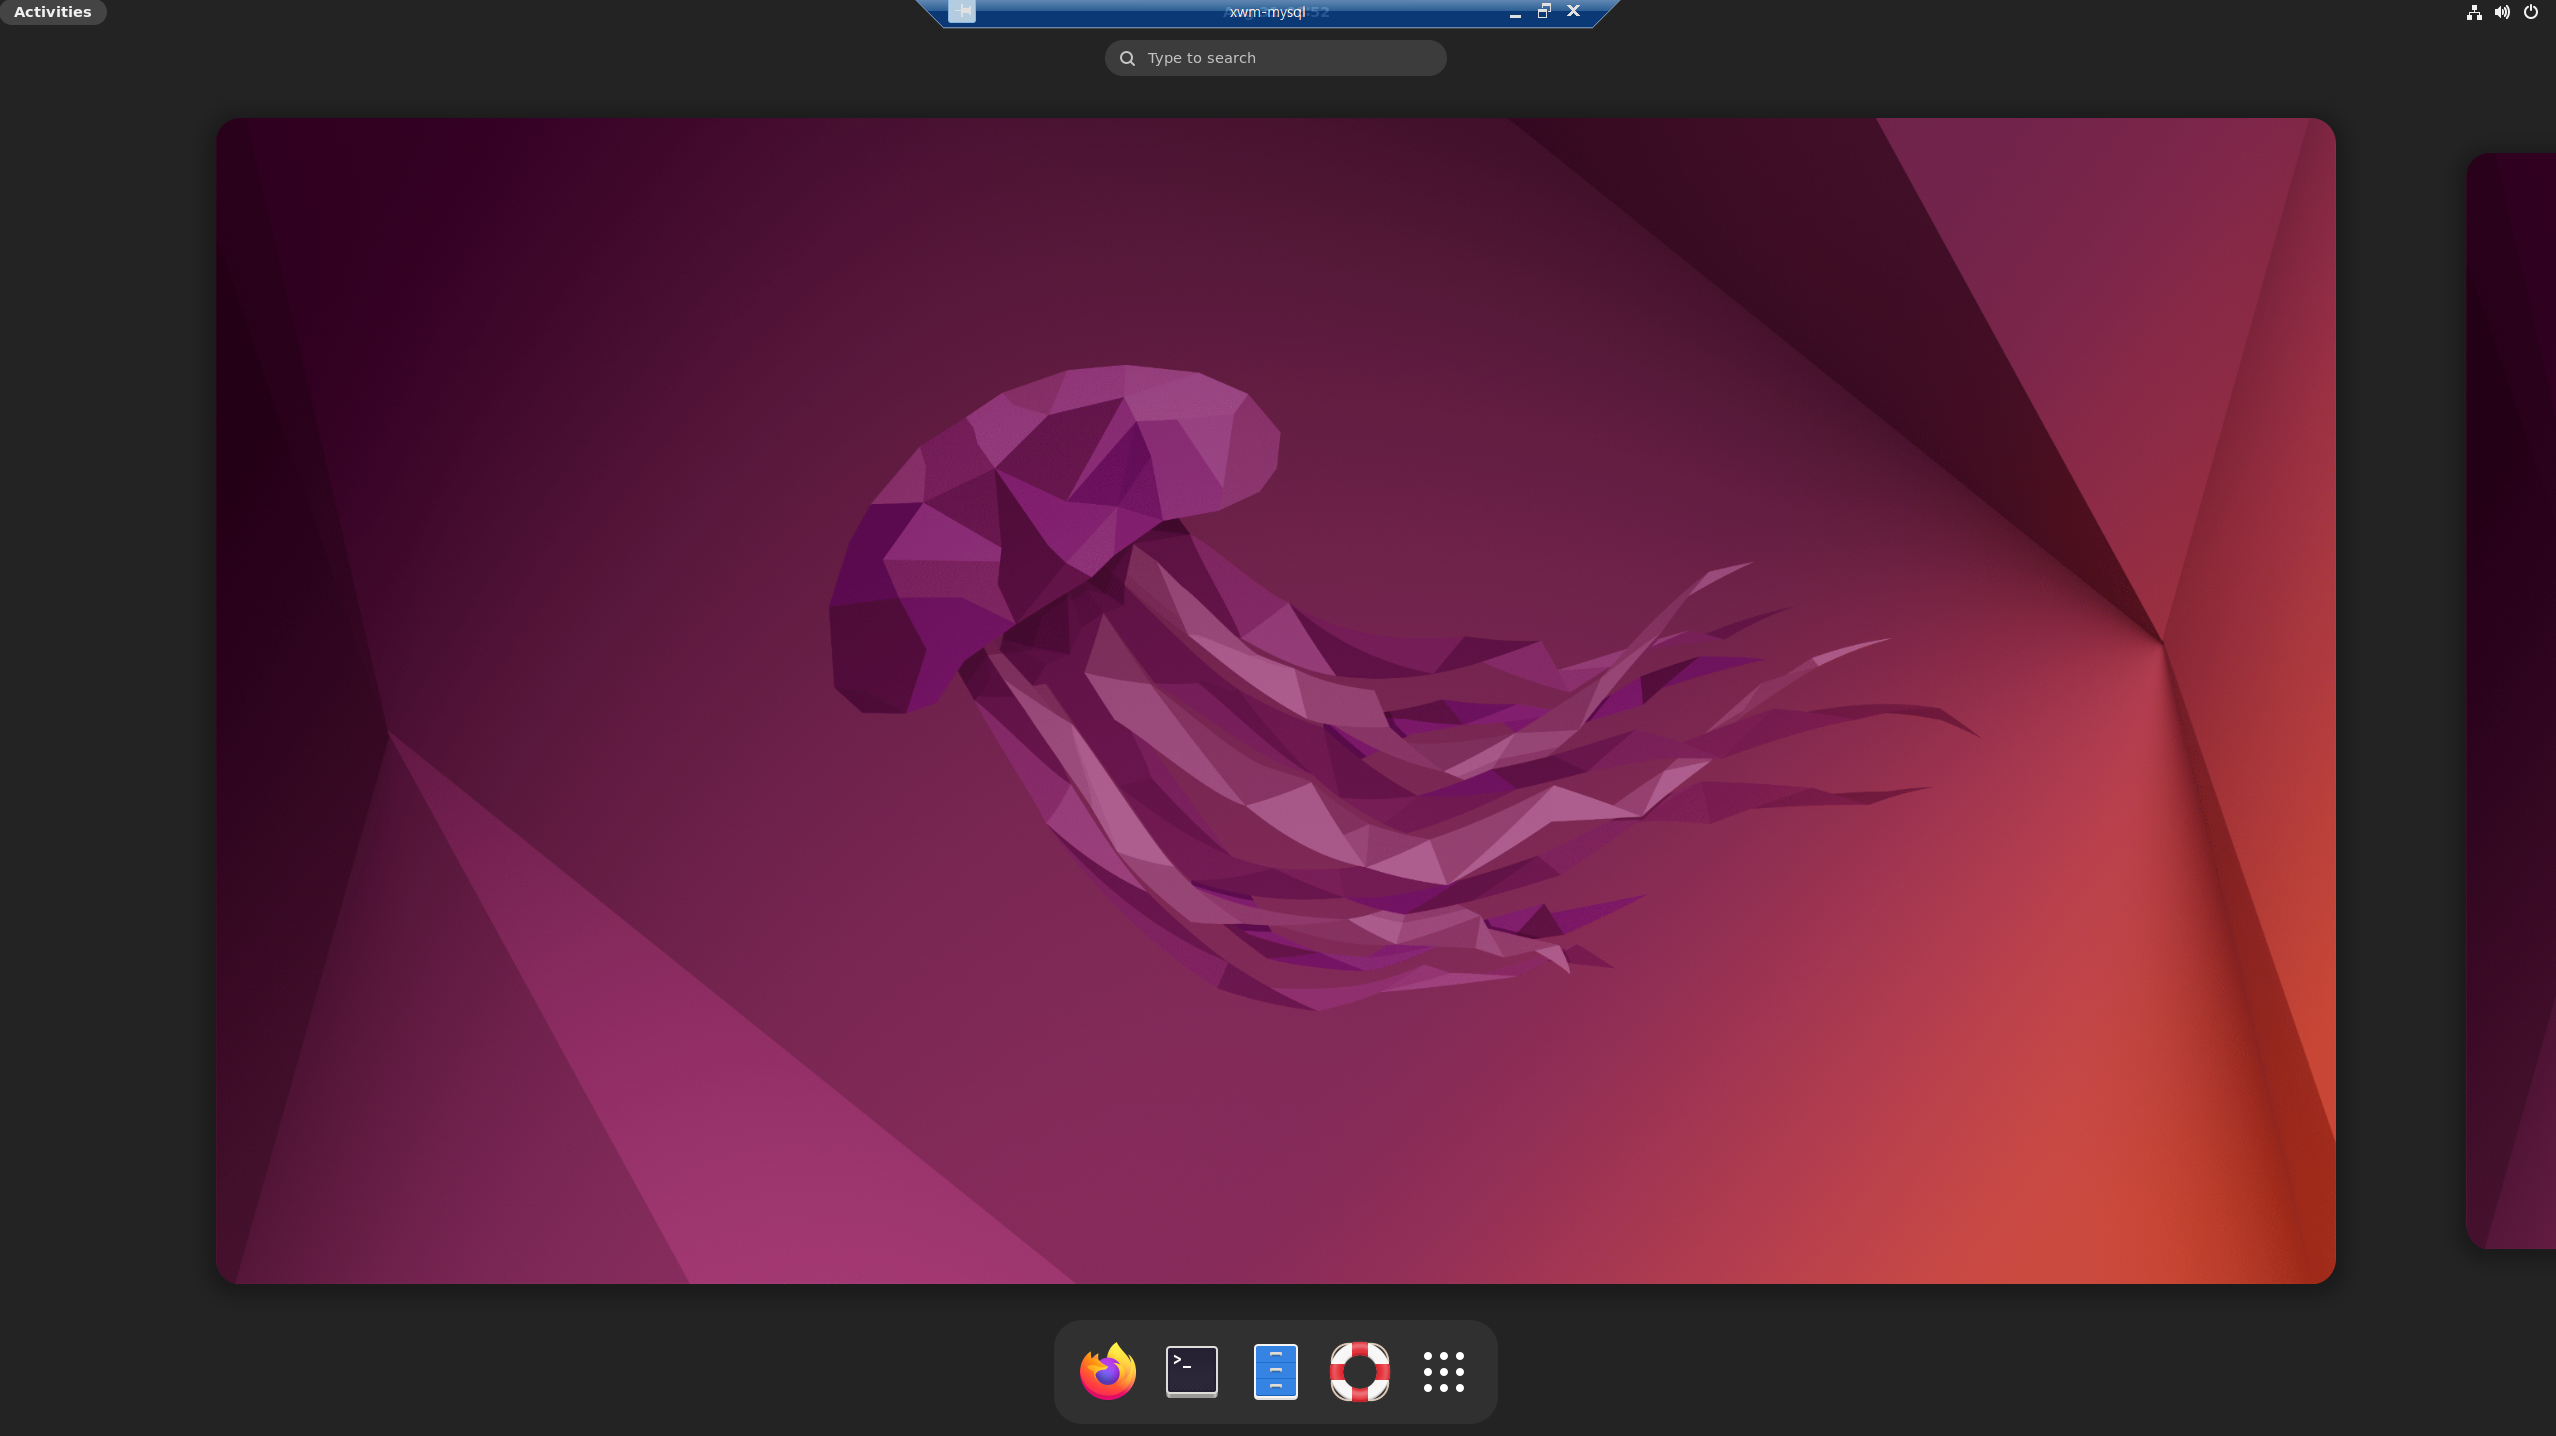 Activities
xwm-mysql
Type to search
>_